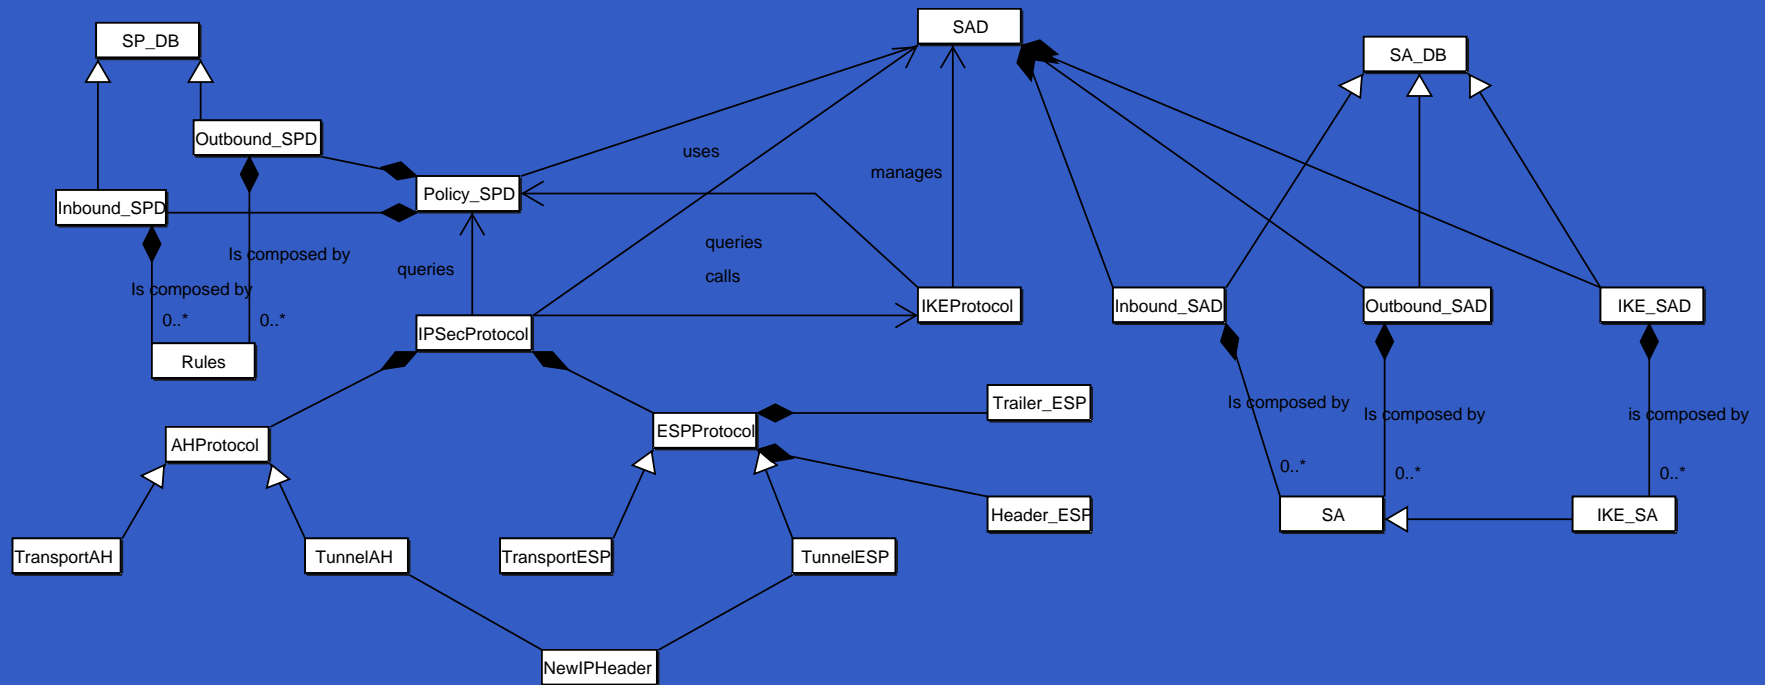 SAD
SP_DB
SA_DB
Outbound_SPD
uses
manages
Policy_SPD
Inbound_SPD
Is composed by
queries
queries
calls
Is composed by
0..*
0..*
IKEProtocol
Inbound_SAD
Outbound_SAD
IKE_SAD
IPSecProtocol
Rules
Trailer_ESP
Is composed by
Is composed by
is composed by
AHProtocol
ESPProtocol
0..*
0..*
0..*
Header_ESP
SA
IKE_SA
TransportAH
TunnelAH
TransportESP
TunnelESP
NewIPHeader